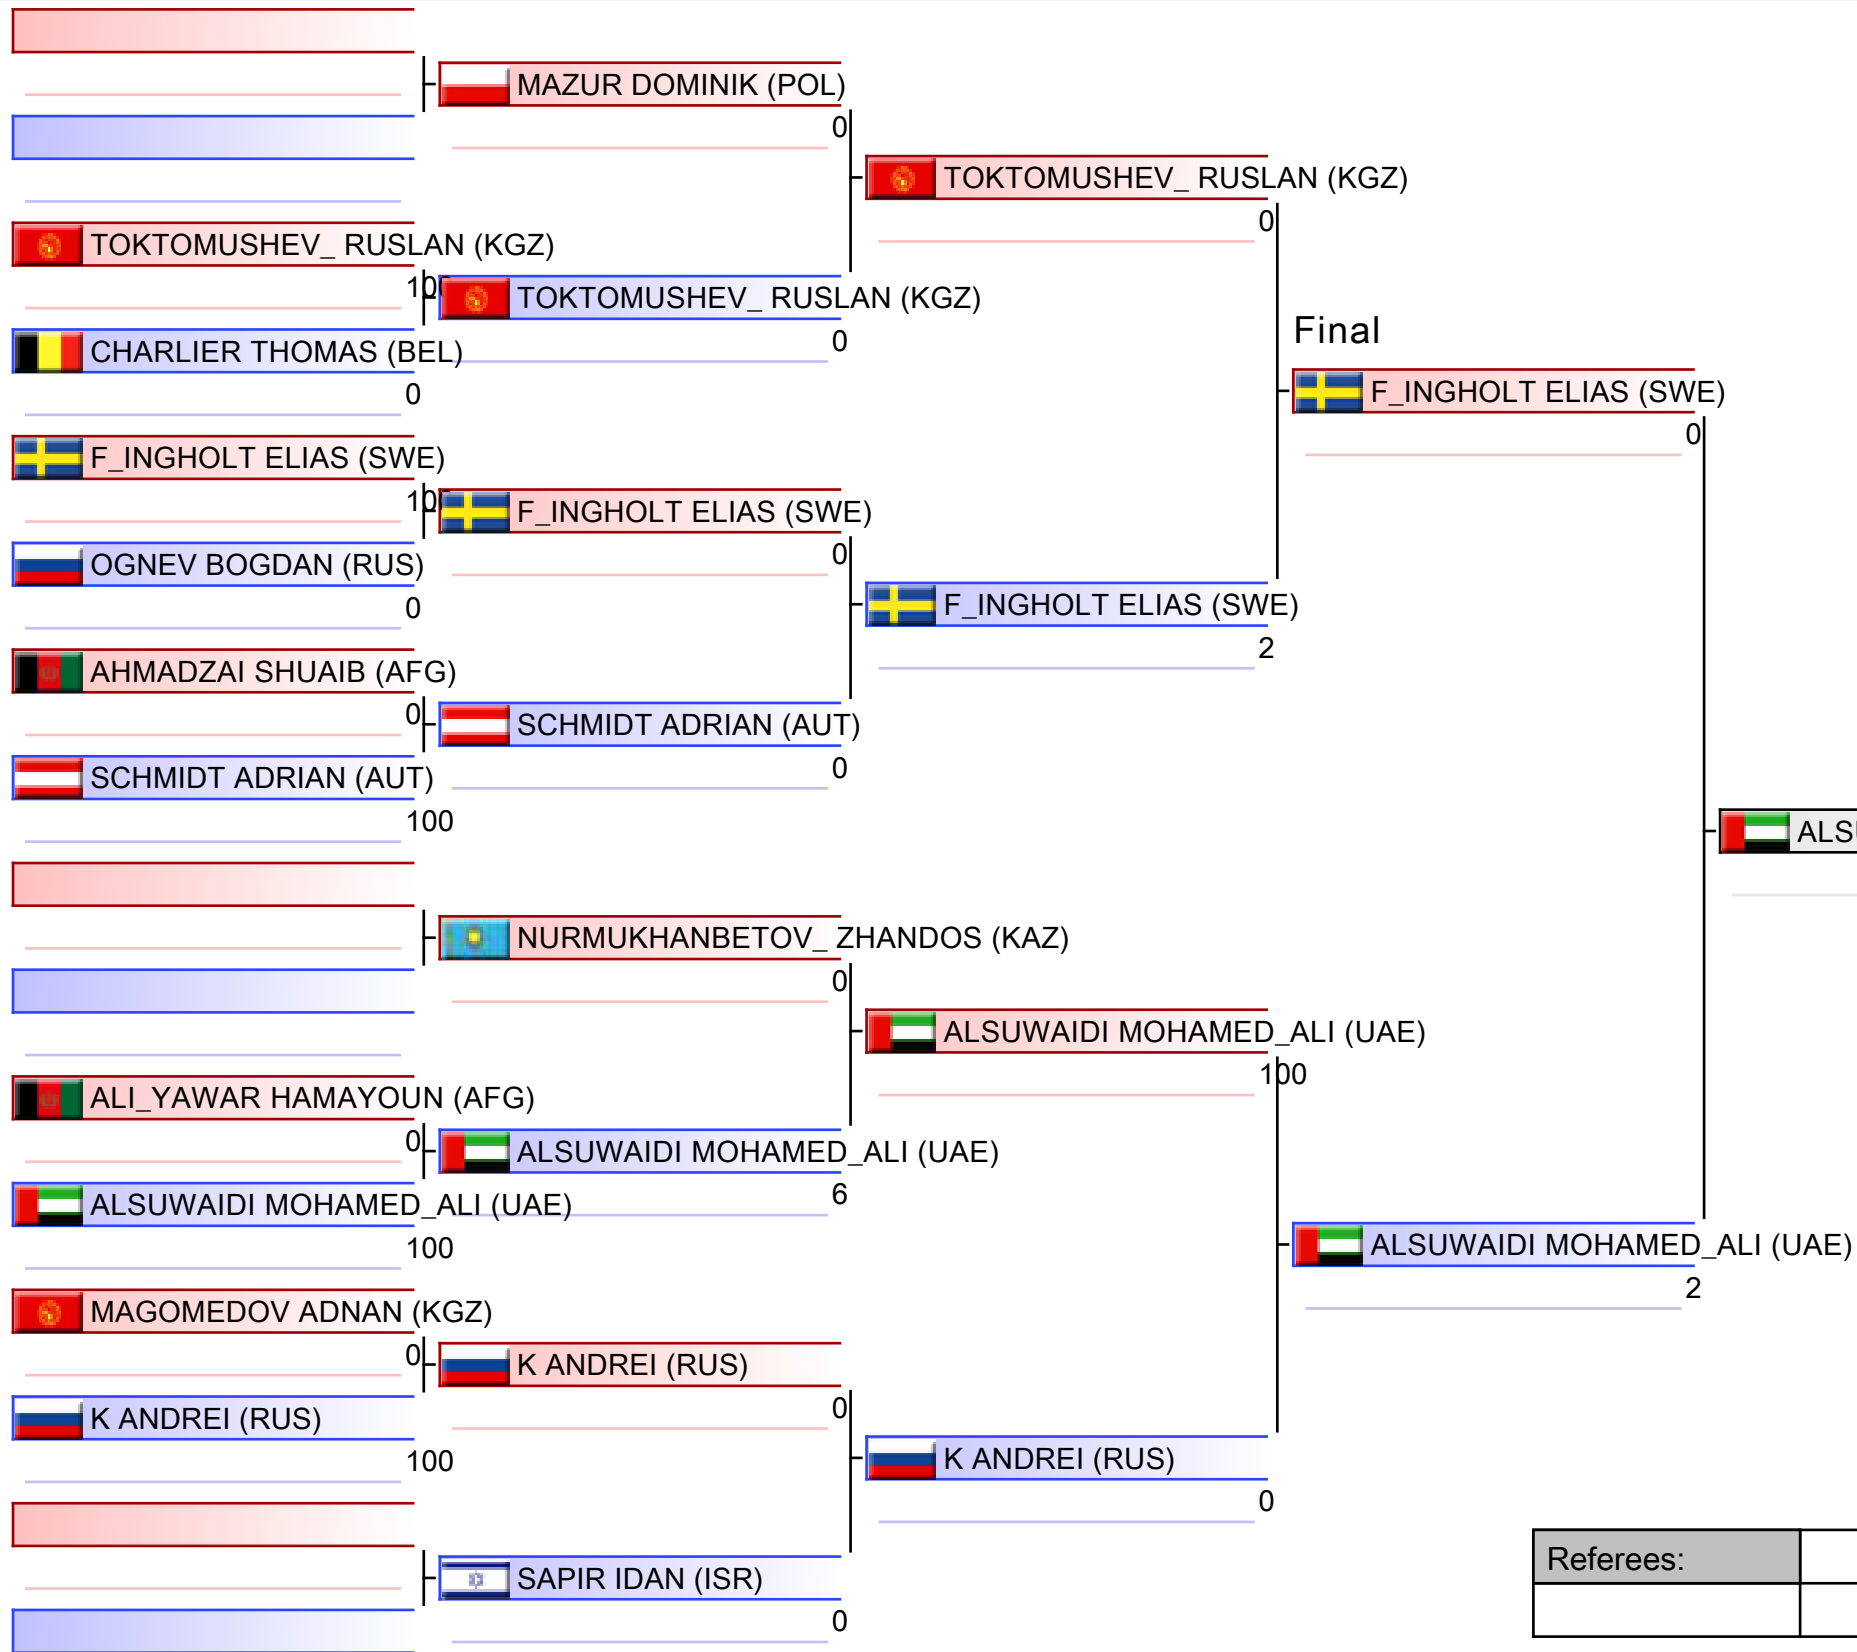 MAZUR DOMINIK (POL)
0
TOKTOMUSHEV_ RUSLAN (KGZ)
0
TOKTOMUSHEV_ RUSLAN (KGZ)
100
TOKTOMUSHEV_ RUSLAN (KGZ)
0
CHARLIER THOMAS (BEL)
0
Final
F_INGHOLT ELIAS (SWE)
0
F_INGHOLT ELIAS (SWE)
100
F_INGHOLT ELIAS (SWE)
0
OGNEV BOGDAN (RUS)
0
F_INGHOLT ELIAS (SWE)
2
AHMADZAI SHUAIB (AFG)
0
SCHMIDT ADRIAN (AUT)
0
SCHMIDT ADRIAN (AUT)
100
NURMUKHANBETOV_ ZHANDOS (KAZ)
0
ALSUWAIDI MOHAMED_ALI (UAE)
100
ALI_YAWAR HAMAYOUN (AFG)
0
ALSUWAIDI MOHAMED_ALI (UAE)
6
ALSUWAIDI MOHAMED_ALI (UAE)
100
ALSUWAIDI MOHAMED_ALI (UAE)
2
MAGOMEDOV ADNAN (KGZ)
0
K ANDREI (RUS)
0
K ANDREI (RUS)
100
K ANDREI (RUS)
0
SAPIR IDAN (ISR)
0
Referees: